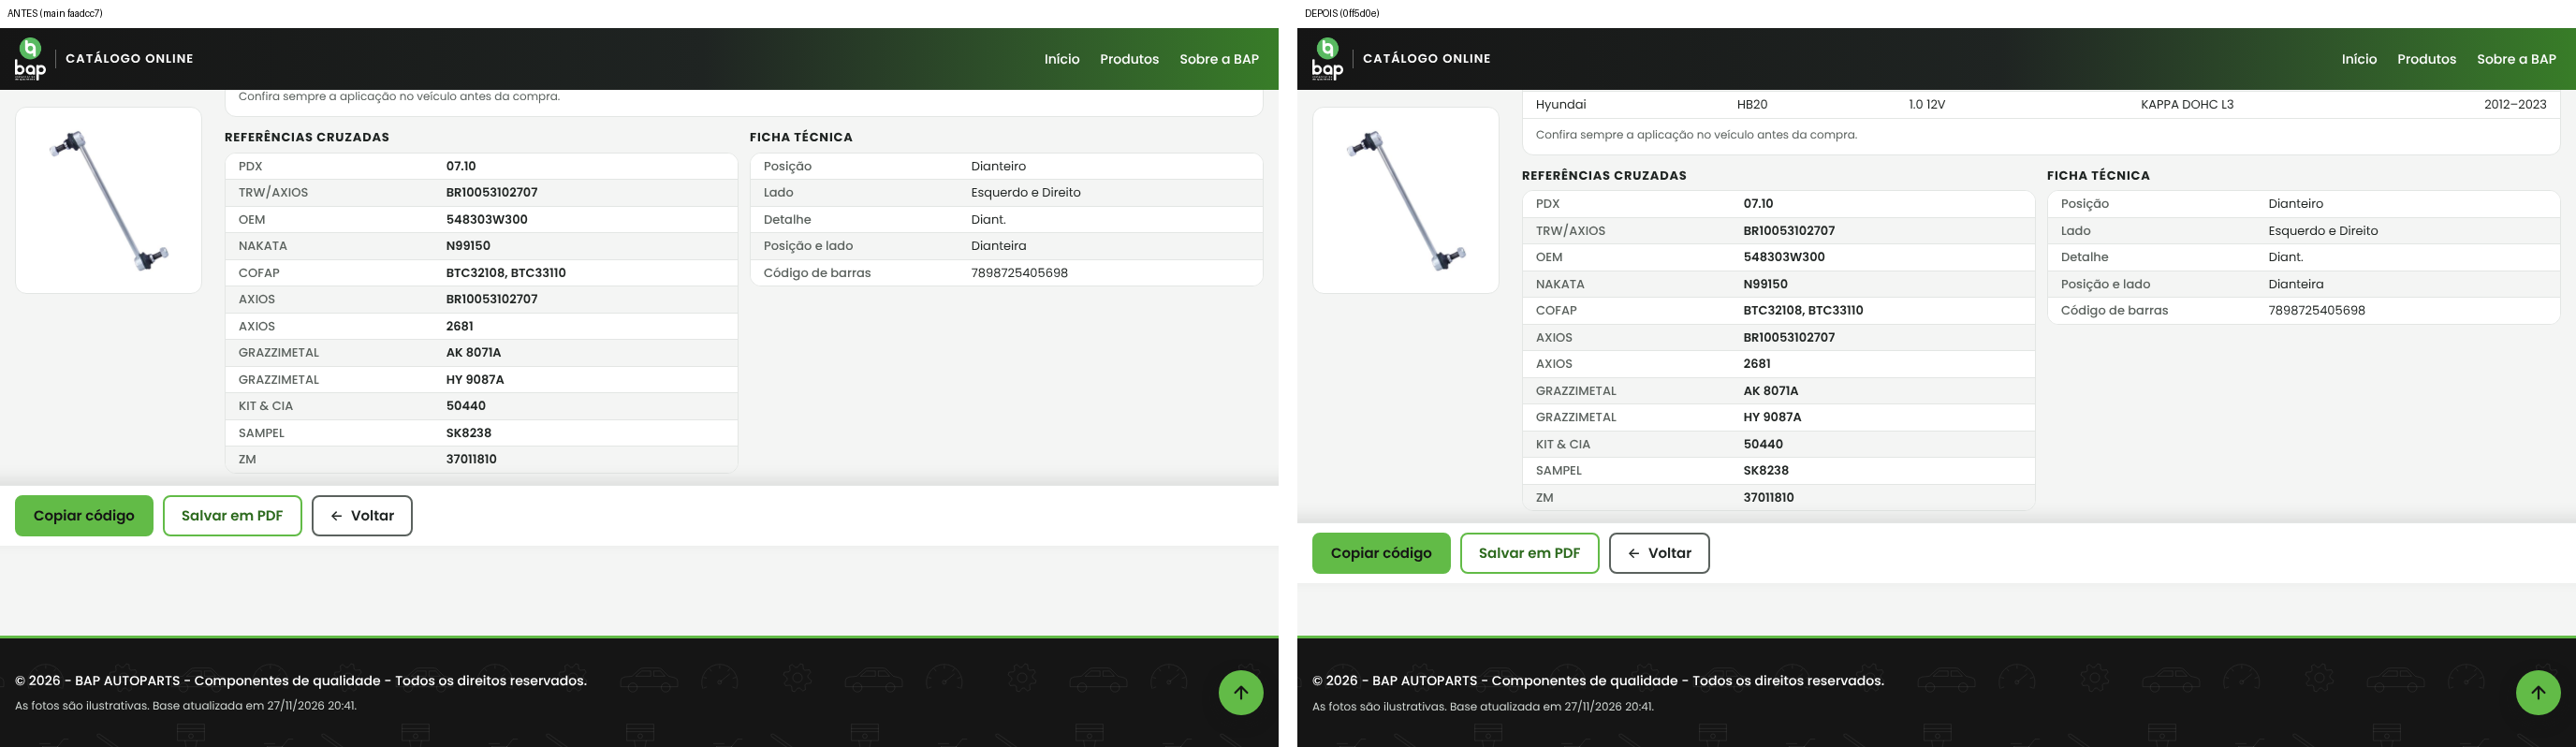 ANTES (main faadcc7)
bap
CATÁLOGO ONLINE
Início Produtos Sobre a BAP
Confira sempre a aplicação no veículo antes da compra.
REFERÊNCIAS CRUZADAS
PDX 07.10
TRW/AXIOS BR10053102707
OEM 548303W300
NAKATA N99150
COFAP BTC32108, BTC33110
AXIOS BR10053102707
AXIOS 2681
GRAZZIMETAL AK 8071A
GRAZZIMETAL HY 9087A
KIT & CIA 50440
SAMPEL SK8238
ZM 37011810
FICHA TÉCNICA
Posição Dianteiro
Lado Esquerdo e Direito
Detalhe Diant.
Posição e lado Dianteira
Código de barras 7898725405698
Copiar código
Salvar em PDF
← Voltar
© 2026 - BAP AUTOPARTS - Componentes de qualidade - Todos os direitos reservados.
As fotos são ilustrativas. Base atualizada em 27/11/2026 20:41.
DEPOIS (0ff5d0e)
bap
CATÁLOGO ONLINE
Início Produtos Sobre a BAP
Hyundai HB20 1.0 12V KAPPA DOHC L3 2012–2023
Confira sempre a aplicação no veículo antes da compra.
REFERÊNCIAS CRUZADAS
PDX 07.10
TRW/AXIOS BR10053102707
OEM 548303W300
NAKATA N99150
COFAP BTC32108, BTC33110
AXIOS BR10053102707
AXIOS 2681
GRAZZIMETAL AK 8071A
GRAZZIMETAL HY 9087A
KIT & CIA 50440
SAMPEL SK8238
ZM 37011810
FICHA TÉCNICA
Posição Dianteiro
Lado Esquerdo e Direito
Detalhe Diant.
Posição e lado Dianteira
Código de barras 7898725405698
Copiar código
Salvar em PDF
← Voltar
© 2026 - BAP AUTOPARTS - Componentes de qualidade - Todos os direitos reservados.
As fotos são ilustrativas. Base atualizada em 27/11/2026 20:41.